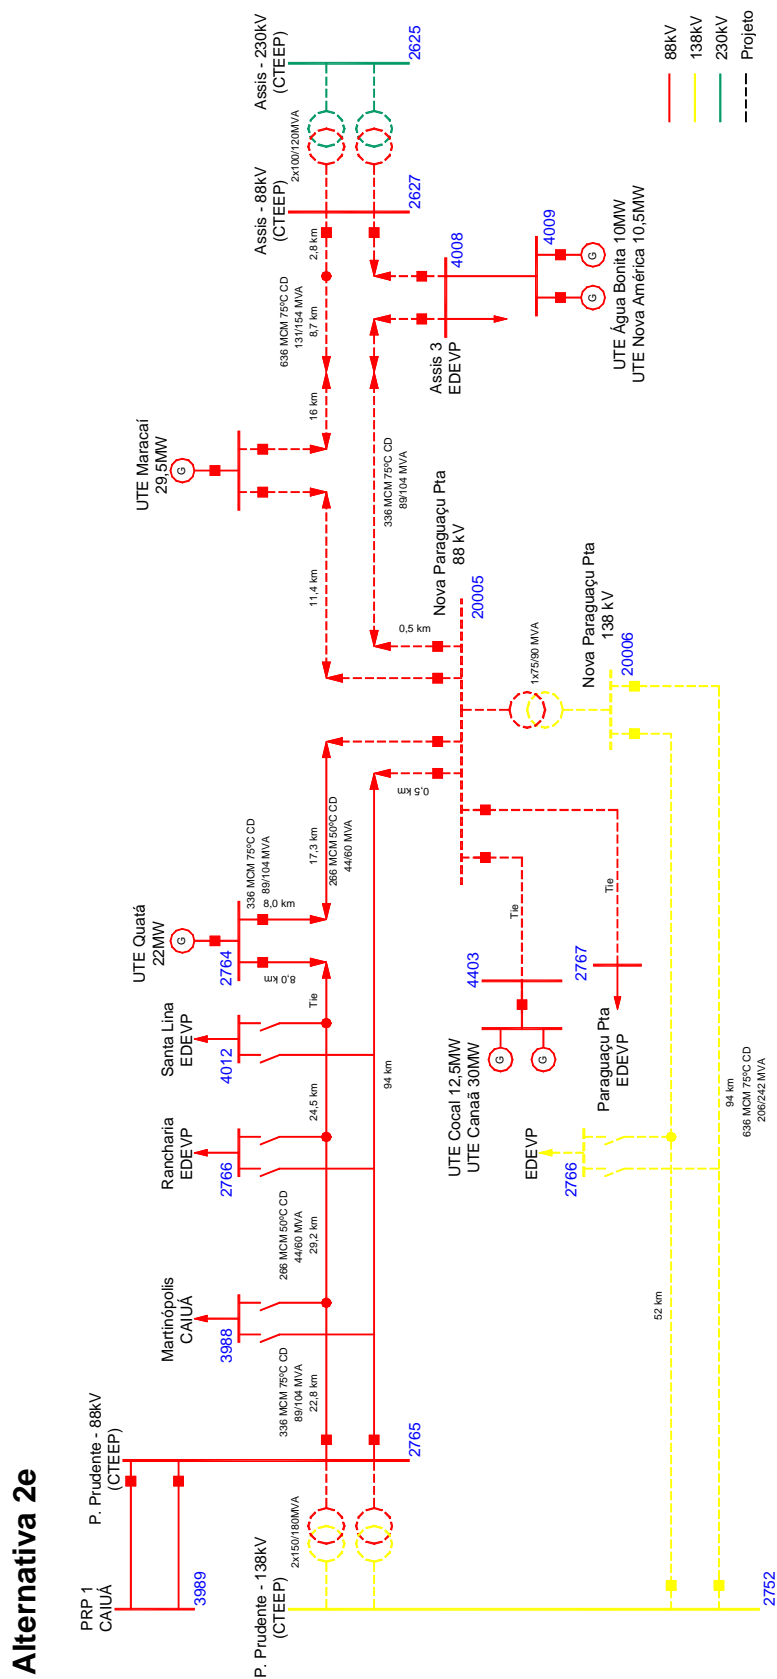 Alternativa 2e
PRP 1
CAIUÁ
3989
P. Prudente - 88kV
(CTEEP)
2765
P. Prudente - 138kV
(CTEEP)
2x150/180MVA
2752
Martinópolis
CAIUÁ
3988
336 MCM 75ºC CD
89/104 MVA
22,8 km
Rancharia
EDEVP
2766
266 MCM 50ºC CD
44/60 MVA
29,2 km
Santa Lina
EDEVP
4012
24,5 km
Tie
94 km
UTE Quatá
22MW
G
2764
8,0 km
336 MCM 75ºC CD
89/104 MVA
8,0 km
17,3 km
266 MCM 50ºC CD
44/60 MVA
0,5 km
UTE Maracaí
29,5MW
G
11,4 km
16 km
636 MCM 75ºC CD
131/154 MVA
8,7 km
2,8 km
Assis - 88kV
(CTEEP)
2627
2x100/120MVA
Assis - 230kV
(CTEEP)
2625
336 MCM 75ºC CD
89/104 MVA
0,5 km
Assis 3
EDEVP
4008
4009
G
G
UTE Água Bonita 10MW
UTE Nova América 10,5MW
Nova Paraguaçu Pta
88 kV
20005
1x75/90 MVA
Nova Paraguaçu Pta
138 kV
20006
Tie
4403
G
G
UTE Cocal 12,5MW
UTE Canaã 30MW
Tie
2767
Paraguaçu Pta
EDEVP
EDEVP
2766
52 km
94 km
636 MCM 75ºC CD
206/242 MVA
88kV
138kV
230kV
Projeto